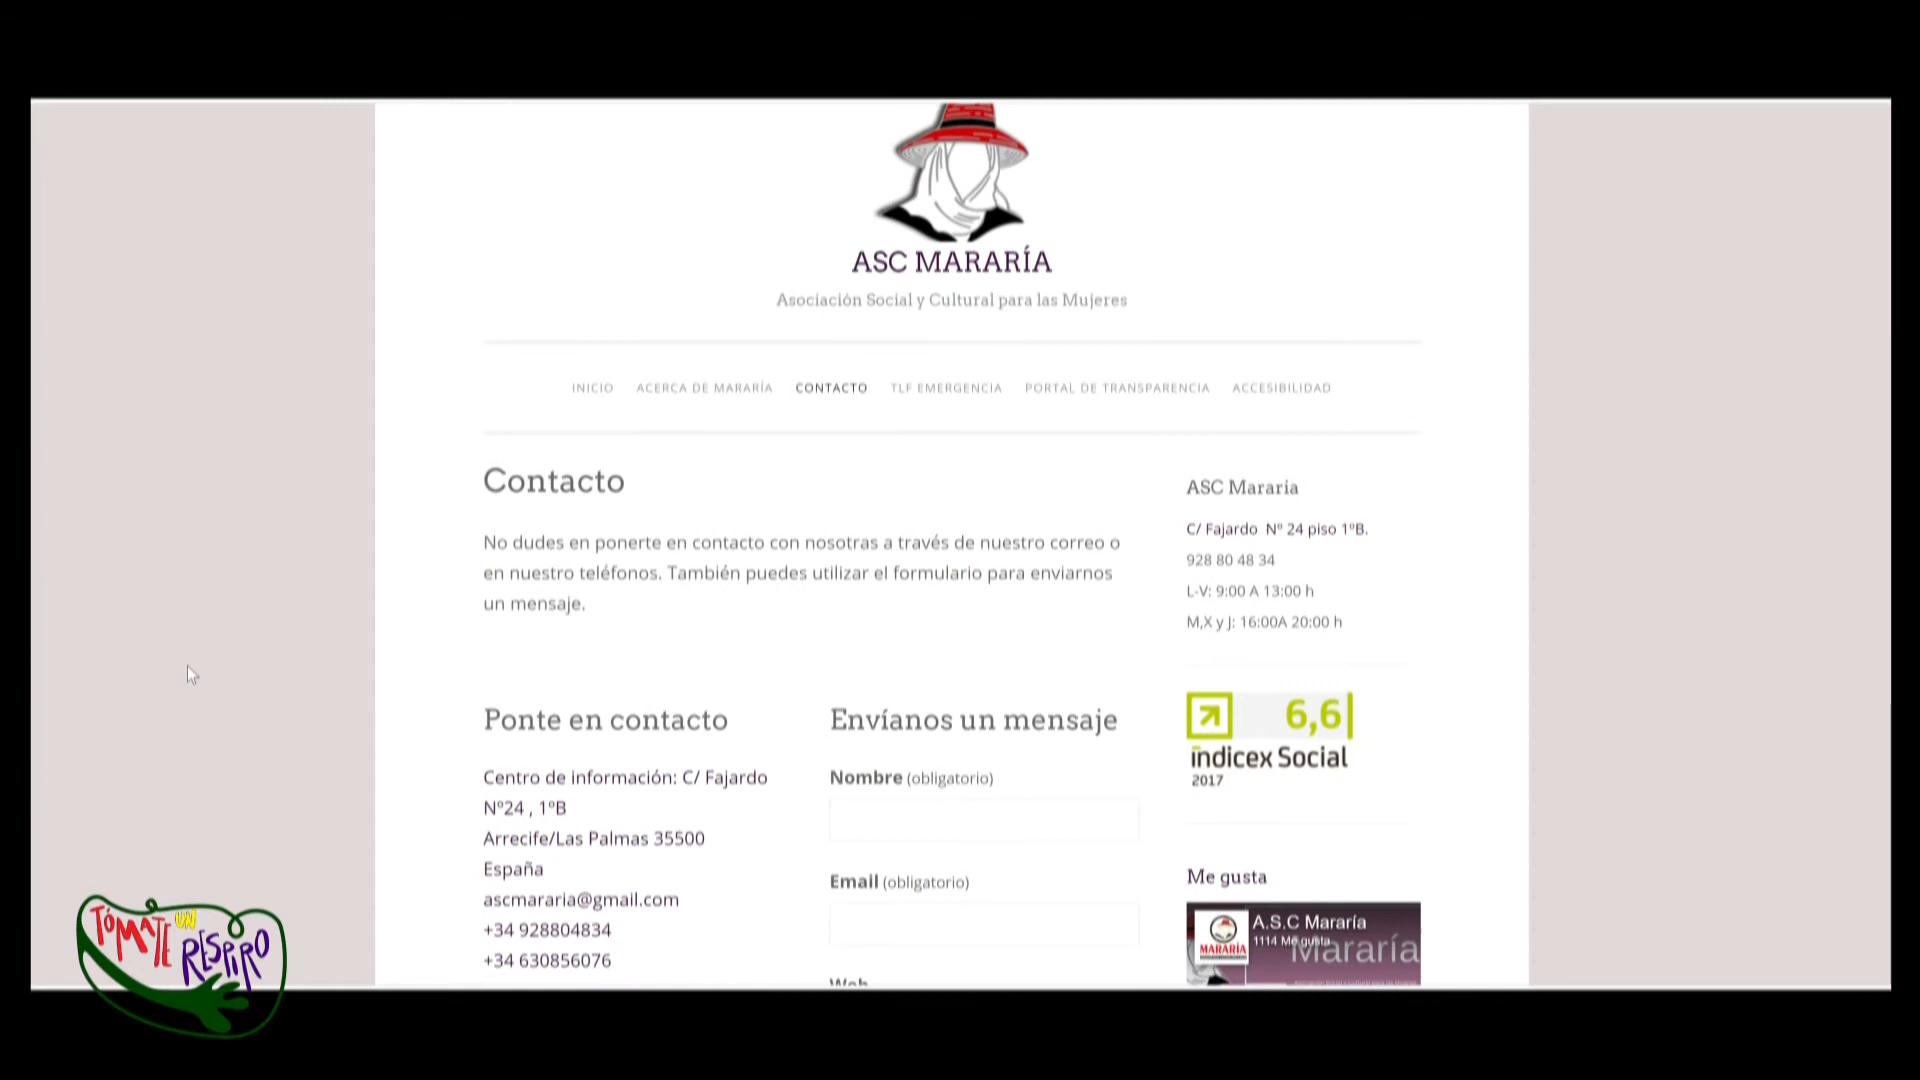 ASC MARARÍA
Asociación Social y Cultural para las Mujeres
INICIO ACERCA DE MARARÍA CONTACTO TLF EMERGENCIA PORTAL DE TRANSPARENCIA ACCESIBILIDAD
Contacto
No dudes en ponerte en contacto con nosotras a través de nuestro correo o
en nuestro teléfonos. También puedes utilizar el formulario para enviarnos
un mensaje.
Ponte en contacto
Centro de información: C/ Fajardo
Nº24 , 1ºB
Arrecife/Las Palmas 35500
España
ascmararia@gmail.com
+34 928804834
+34 630856076
Envíanos un mensaje
Nombre (obligatorio)
Email (obligatorio)
Web
ASC Mararia
C/ Fajardo Nº 24 piso 1ºB.
928 80 48 34
L-V: 9:00 A 13:00 h
M,X y J: 16:00A 20:00 h
6,6
índicex Social
2017
Me gusta
A.S.C Mararía
1114 Me gusta
Mararía
MARARÍA
TÓMATE UN
RESPIRO